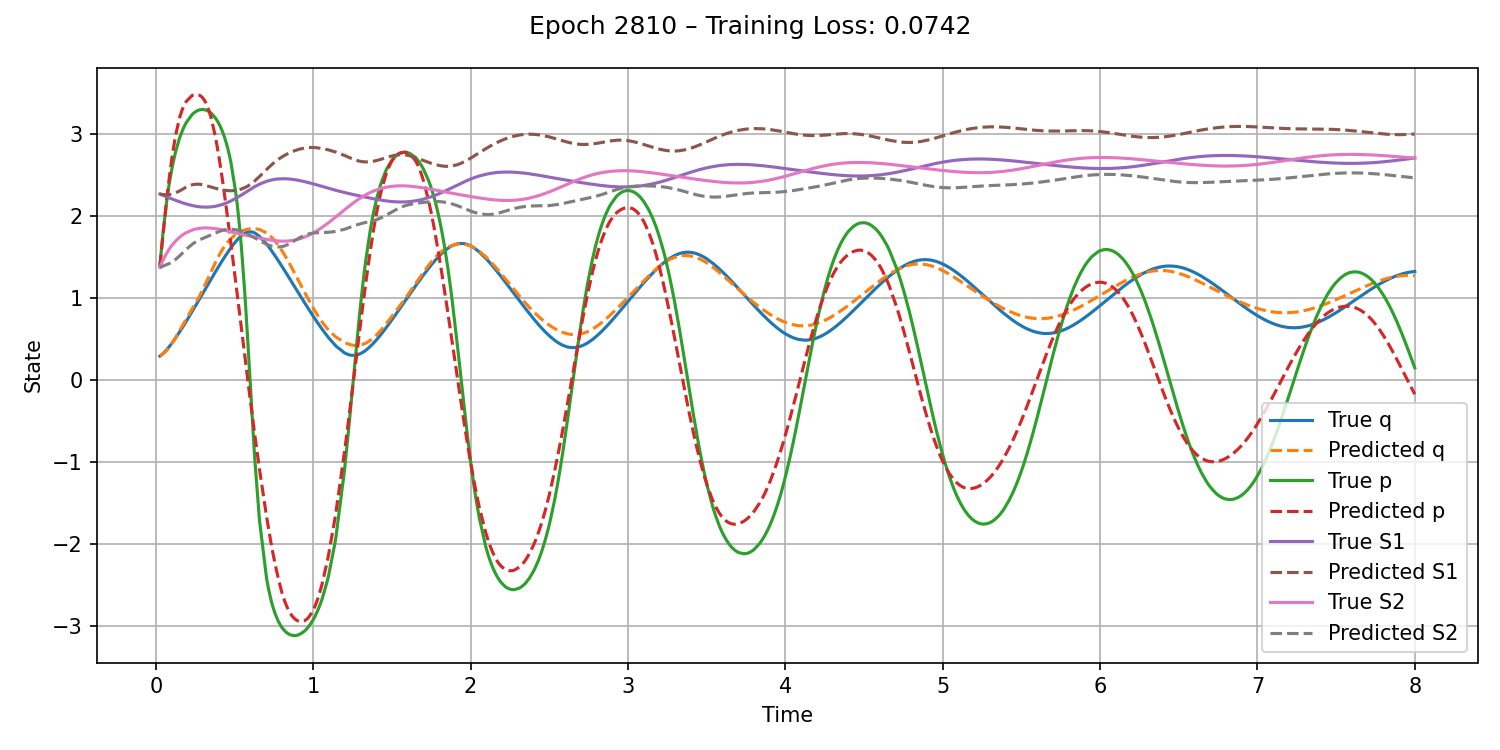 Epoch 2810 – Training Loss: 0.0742
State
3
2
1
0
−1
−2
−3
0 1 2 3 4 5 6 7 8
Time
True q
Predicted q
True p
Predicted p
True S1
Predicted S1
True S2
Predicted S2